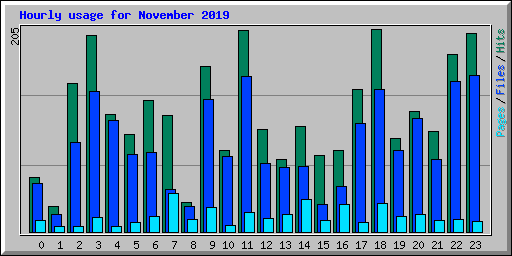 Hourly usage for November 2019
205
Pages/Files/Hits
0 1 2 3 4 5 6 7 8 9 10 11 12 13 14 15 16 17 18 19 20 21 22 23